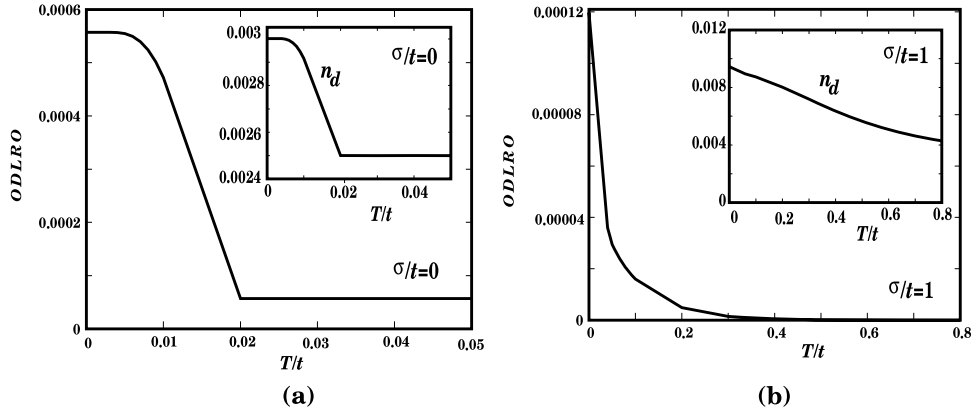 0.0006
0.0004
0.0002
0
ODLRO
0 0.01 0.02 0.03 0.04 0.05
T/t
σ/t=0
0.003
0.0028
0.0026
0.0024
0 0.02 0.04
T/t
n_d
σ/t=0
(a)
0.00012
0.00008
0.00004
0
ODLRO
0 0.2 0.4 0.6 0.8
T/t
σ/t=1
0.012
0.008
0.004
0
0 0.2 0.4 0.6 0.8
T/t
n_d
σ/t=1
(b)